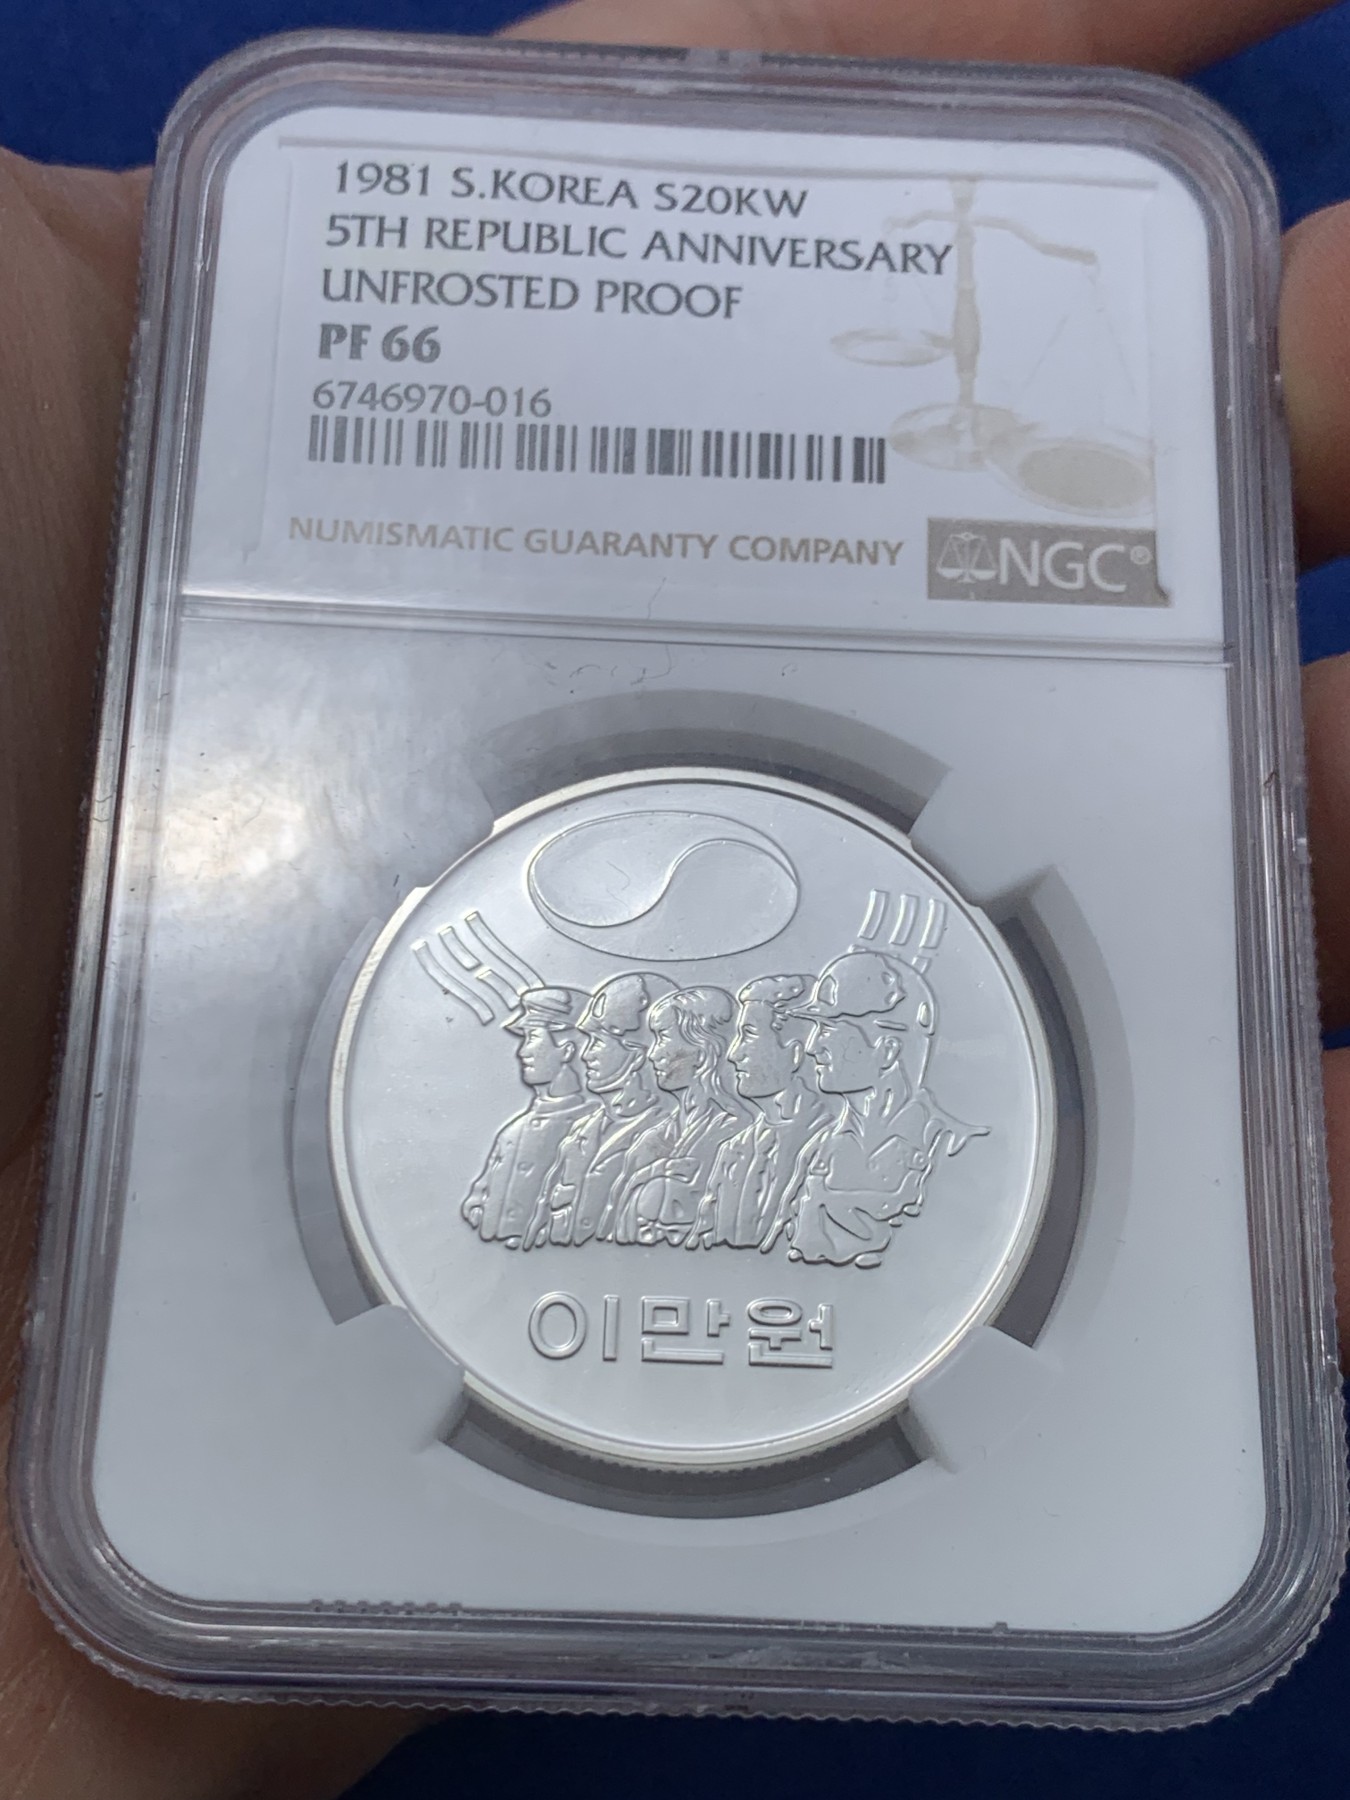 1981 S.KOREA S20KW
5TH REPUBLIC ANNIVERSARY
UNFROSTED PROOF
PF 66
6746970-016
NUMISMATIC GUARANTY COMPANY
NGC®
이만원